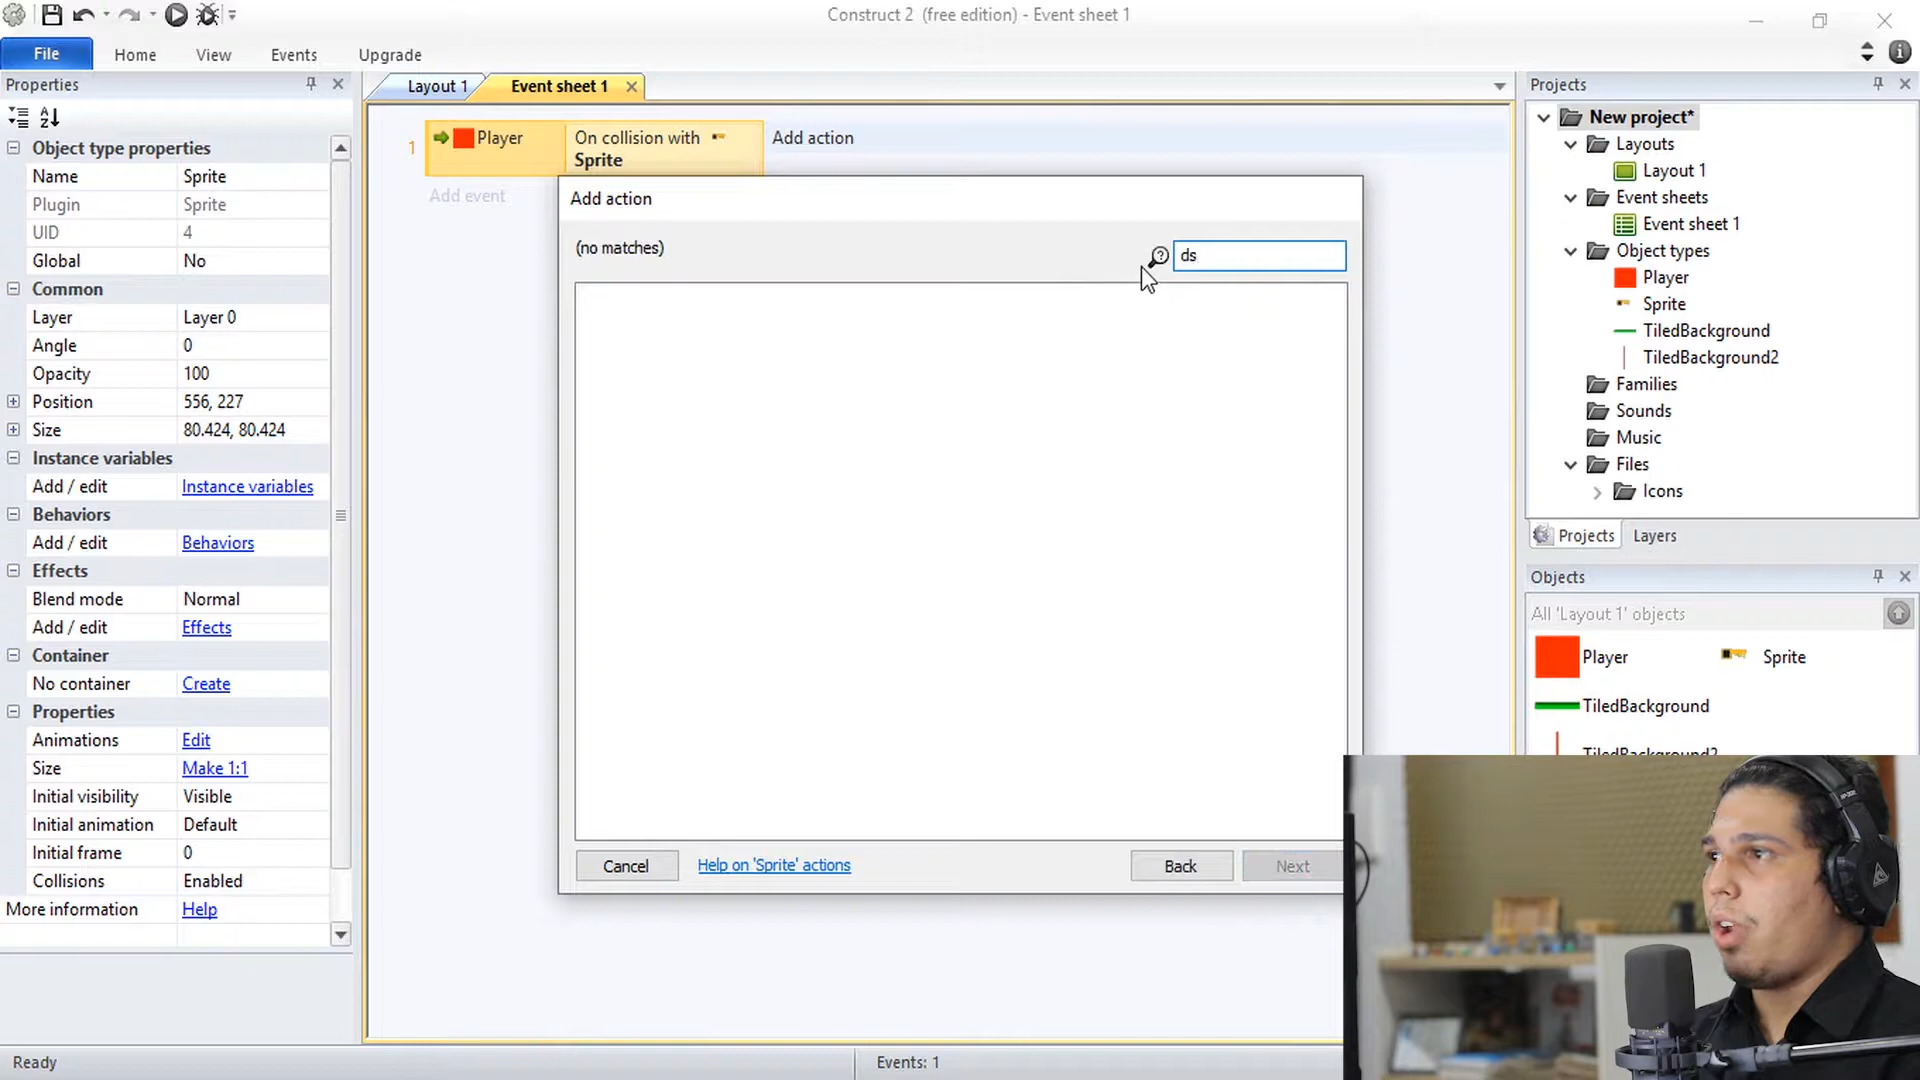 Construct 2 (free edition) - Event sheet 1
File Home View Events Upgrade
Properties
Object type properties
Name Sprite
Plugin Sprite
UID 4
Global No
Common
Layer Layer 0
Angle 0
Opacity 100
Position 556, 227
Size 80.424, 80.424
Instance variables
Add / edit Instance variables
Behaviors
Add / edit Behaviors
Effects
Blend mode Normal
Add / edit Effects
Container
No container Create
Properties
Animations Edit
Size Make 1:1
Initial visibility Visible
Initial animation Default
Initial frame 0
Collisions Enabled
More information Help
Layout 1 Event sheet 1
1 Player On collision with Sprite Add action
Add event
Add action
(no matches) ds
Cancel Help on 'Sprite' actions Back Next
Projects
New project*
Layouts
Layout 1
Event sheets
Event sheet 1
Object types
Player
Sprite
TiledBackground
TiledBackground2
Families
Sounds
Music
Files
Icons
Projects Layers
Objects
All 'Layout 1' objects
Player Sprite
TiledBackground
TiledBackground2
Ready Events: 1